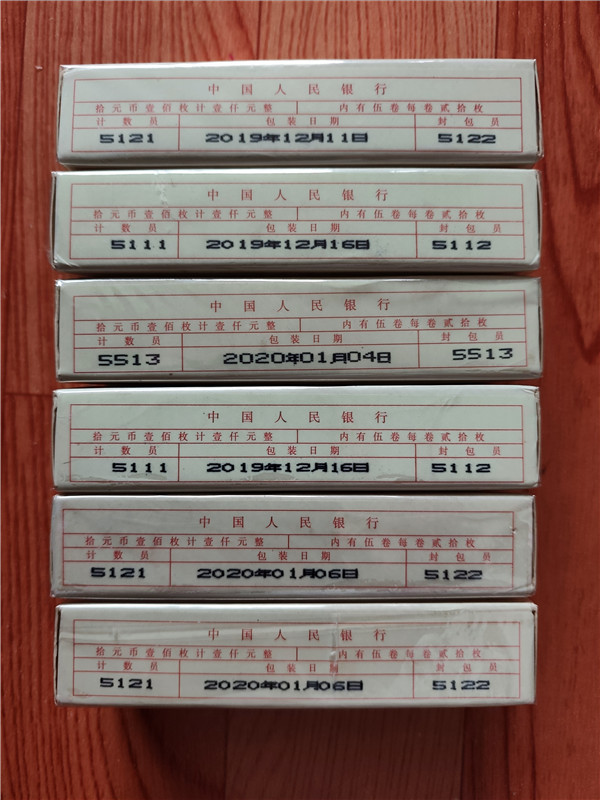 中国人民银行
拾元币壹佰枚计壹仟元整 内有伍卷每卷贰拾枚
计数员 包装日期 封包员
5121 2019年12月11日 5122
中国人民银行
拾元币壹佰枚计壹仟元整 内有伍卷每卷贰拾枚
计数员 包装日期 封包员
5111 2019年12月16日 5112
中国人民银行
拾元币壹佰枚计壹仟元整 内有伍卷每卷贰拾枚
计数员 包装日期 封包员
5513 2020年01月04日 5513
中国人民银行
拾元币壹佰枚计壹仟元整 内有伍卷每卷贰拾枚
计数员 包装日期 封包员
5111 2019年12月16日 5112
中国人民银行
拾元币壹佰枚计壹仟元整 内有伍卷每卷贰拾枚
计数员 包装日期 封包员
5121 2020年01月06日 5122
中国人民银行
拾元币壹佰枚计壹仟元整 内有伍卷每卷贰拾枚
计数员 包装日期 封包员
5121 2020年01月06日 5122